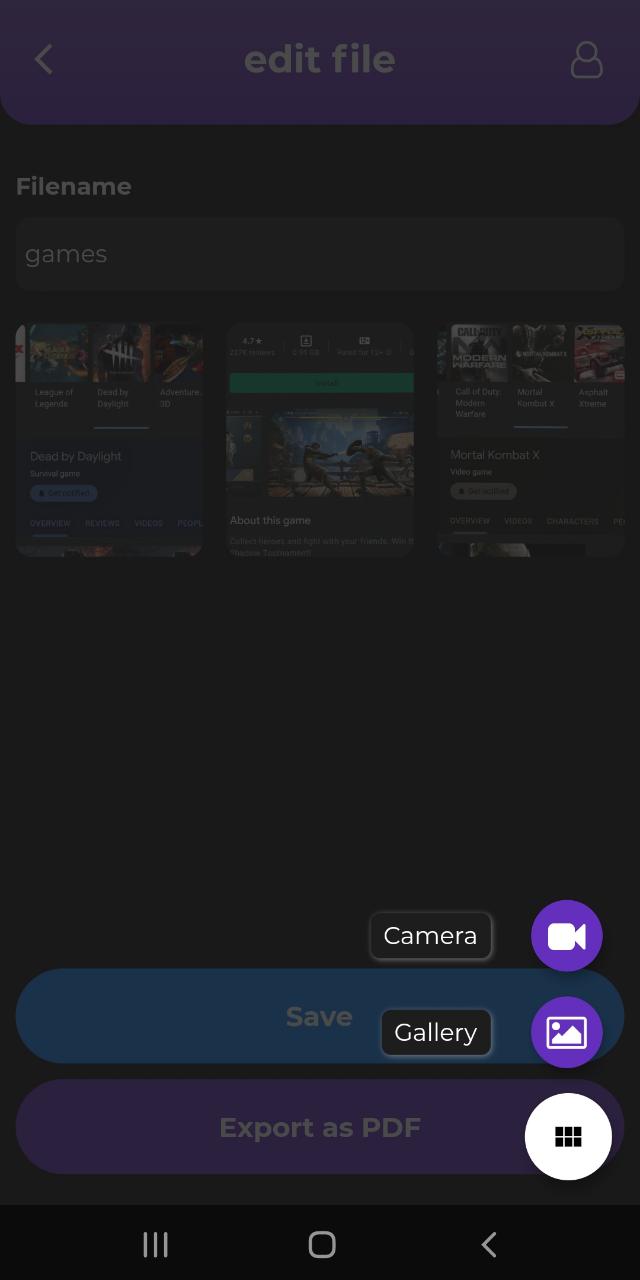 edit file
Filename
games
League of
Legends
Dead by
Daylight
Adventure.
3D
Dead by Daylight
Survival game
Get notified
OVERVIEW
REVIEWS
VIDEOS
PEOPL
4.7★
237K reviews
0.91 GB
Rated for 12+
Install
About this game
Collect heroes and fight with your friends. Win th
Shadow Tournament!
CALL OF DUTY
MODERN
WARFARE
MORTAL KOMBAT X
Call of Duty:
Modern
Warfare
Mortal
Kombat X
Asphalt
Xtreme
Mortal Kombat X
Video game
Get notified
OVERVIEW
VIDEOS
CHARACTERS
PE
Camera
Save
Gallery
Export as PDF